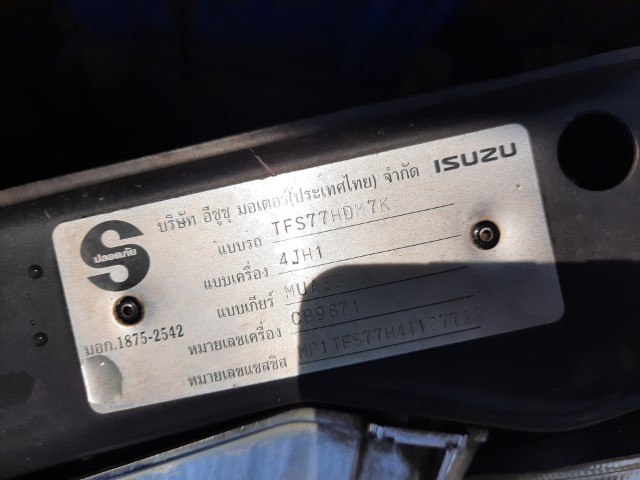 บริษัท อีซูซุ มอเตอร์(ประเทศไทย) จำกัด ISUZU
S
ปลอดภัย
มอก.1875-2542
แบบรถ TFS77HDM7K
แบบเครื่อง 4JH1
แบบเกียร์
หมายเลขเครื่อง CB9871
หมายเลขแชสซิส